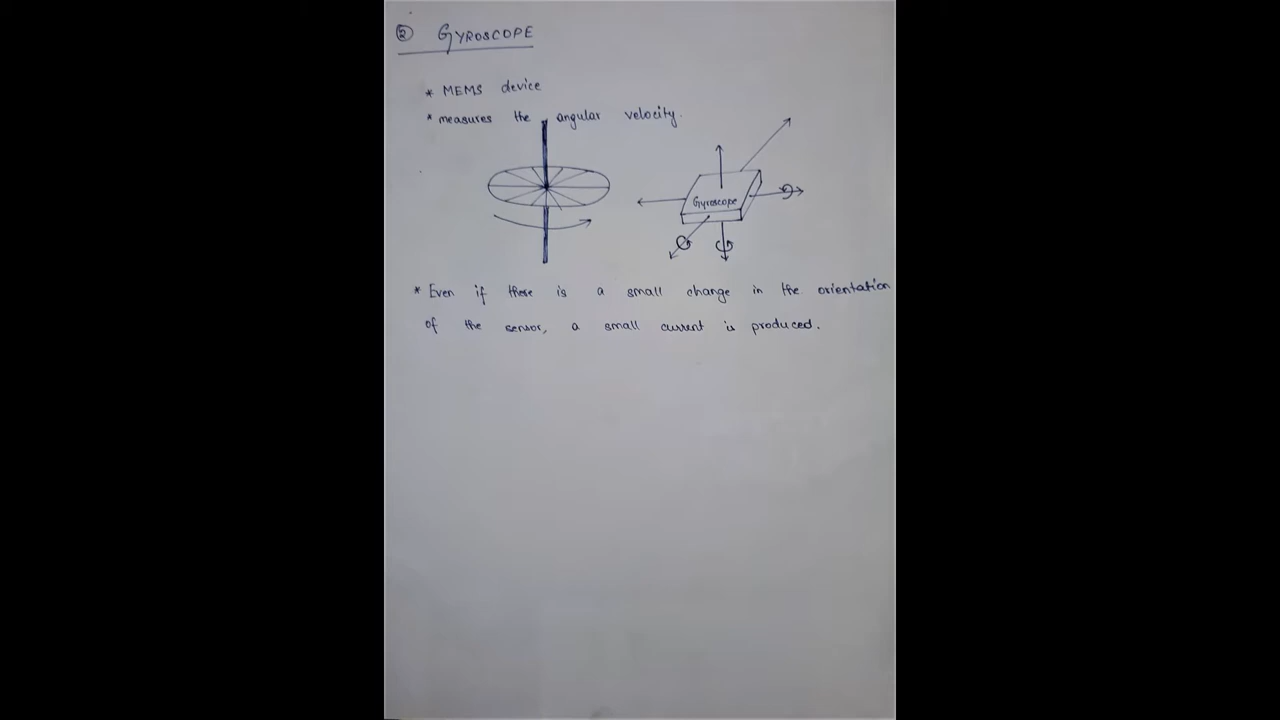 ② GYROSCOPE
* MEMS device
* measures the angular velocity.
Gyroscope
* Even if there is a small change in the orientation
of the sensor, a small current is produced.